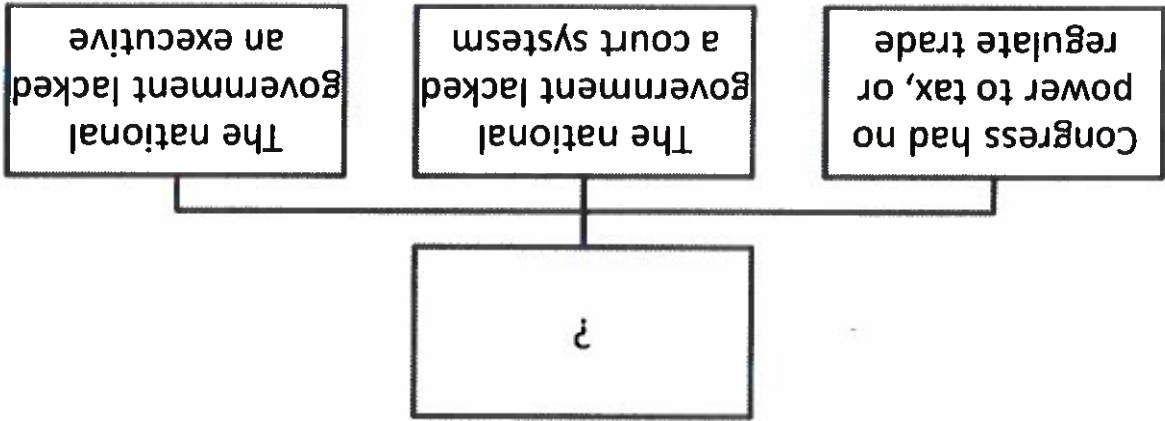 Congress had no
power to tax, or
regulate trade
The national
government lacked
a court systesm
The national
government lacked
an executive
?